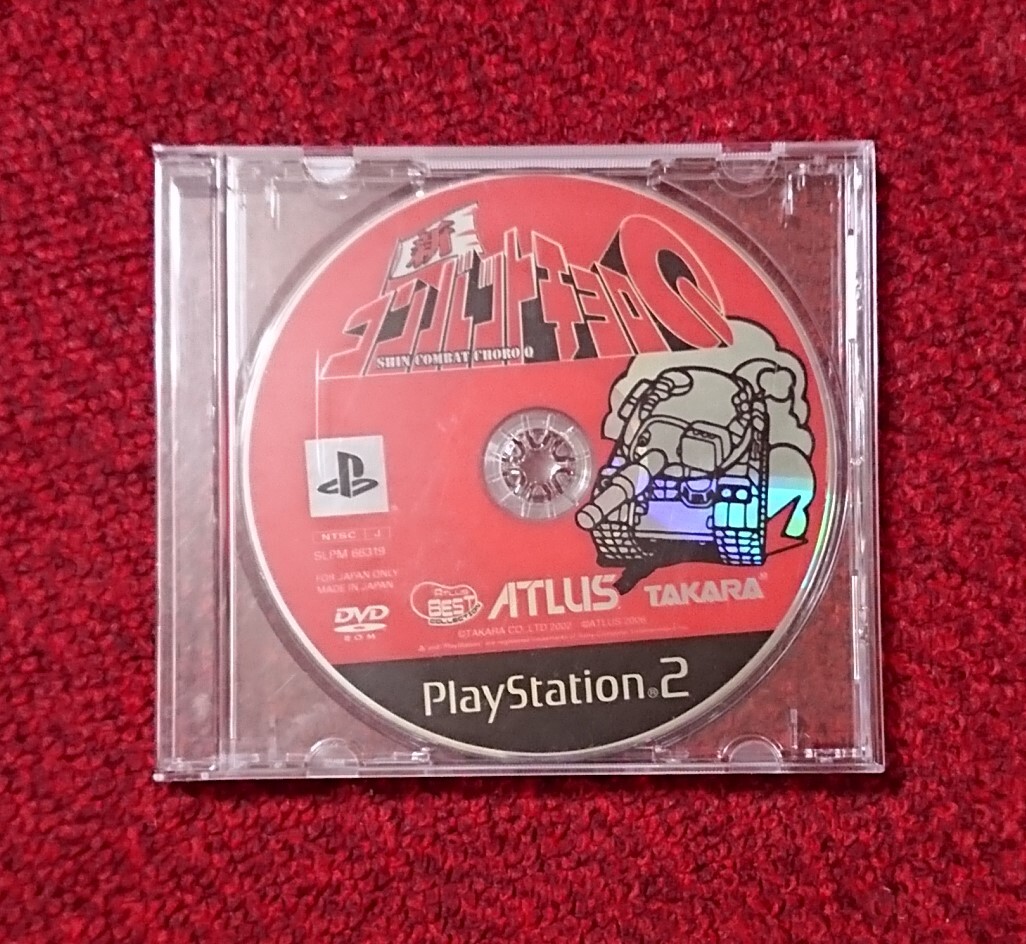 新
コンバットチョロQ
SHIN COMBAT CHORO Q
NTSC J
SLPM 66319
FOR JAPAN ONLY
MADE IN JAPAN
DVD
ROM
ATLUS
BEST
COLLECTION
ATLUS
TAKARA
©TAKARA CO.,LTD 2002 ©ATLUS 2006
PlayStation®2